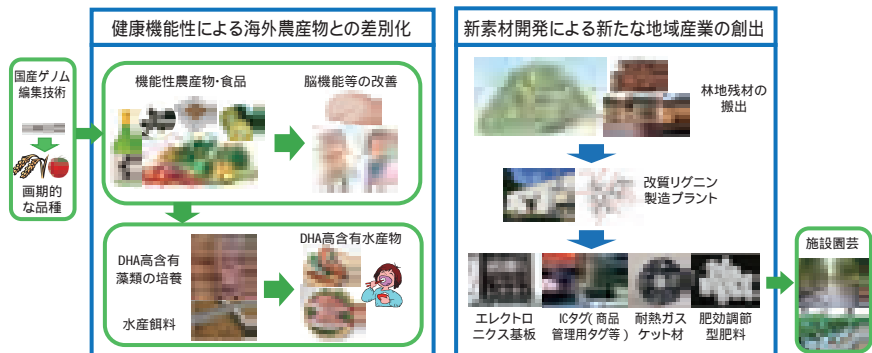 健康機能性による海外農産物との差別化
国産ゲノム
編集技術
画期的
な品種
機能性農産物・食品
脳機能等の改善
DHA高含有
藻類の培養
水産餌料
DHA高含有水産物
新素材開発による新たな地域産業の創出
林地残材の
搬出
改質リグニン
製造プラント
エレクトロ
ニクス基板
ICタグ(商品
管理用タグ等)
耐熱ガス
ケット材
肥効調節
型肥料
施設園芸